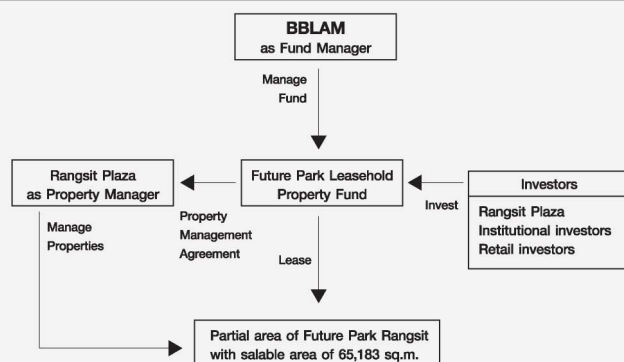 BBLAM
as Fund Manager
Manage
Fund
Rangsit Plaza
as Property Manager
Future Park Leasehold
Property Fund
Investors
Rangsit Plaza
Institutional investors
Retail investors
Invest
Manage
Properties
Property
Management
Agreement
Lease
Partial area of Future Park Rangsit
with salable area of 65,183 sq.m.